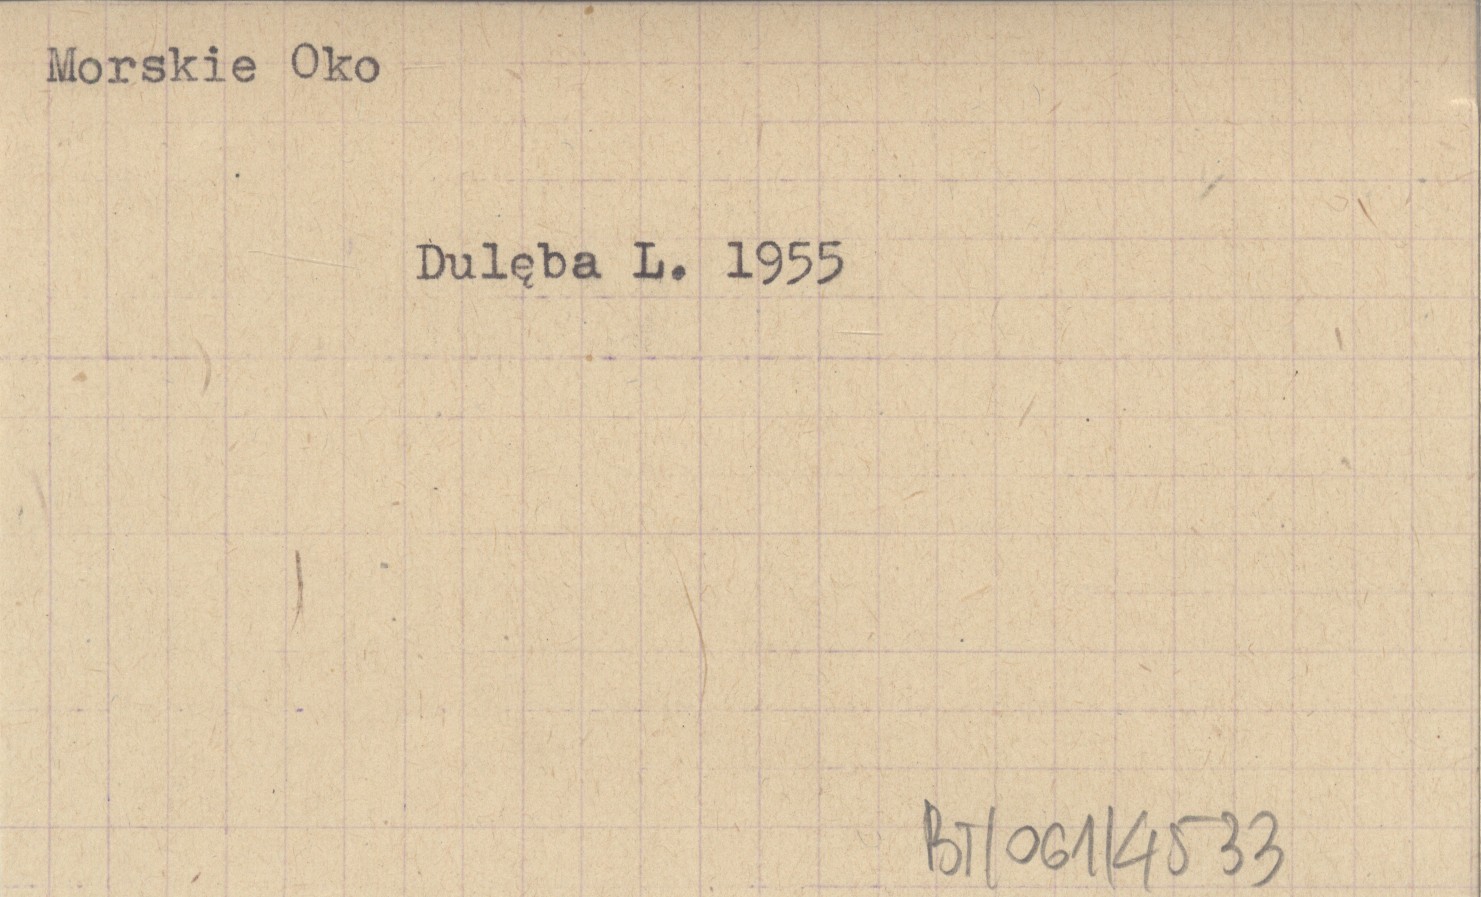 Morskie Oko
Dulęba L. 1955
BT/061/4533